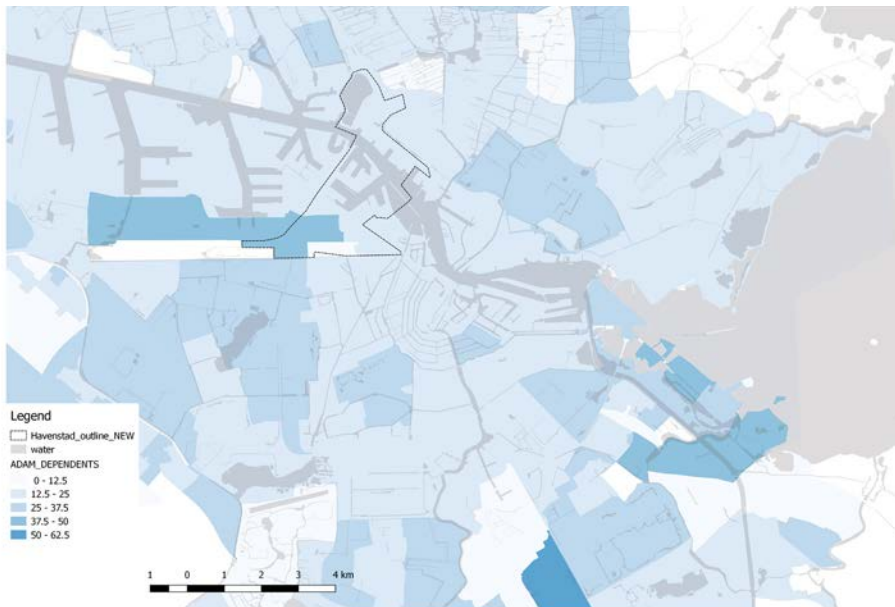 Legend
Havenstad_outline_NEW
water
ADAM_DEPENDENTS
0 - 12.5
12.5 - 25
25 - 37.5
37.5 - 50
50 - 62.5
1 0 1 2 3 4 km